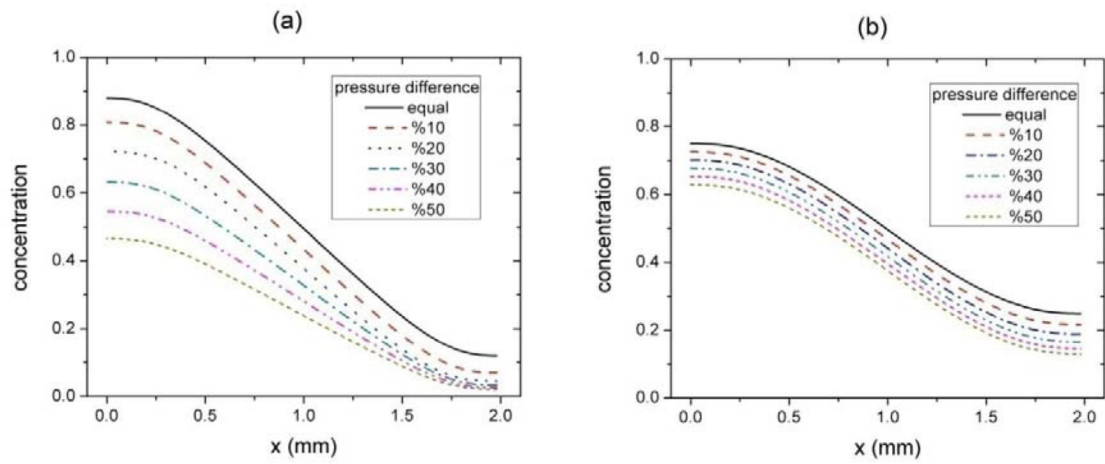 (a)
1.0
0.8
0.6
0.4
0.2
0.0
concentration
pressure difference
equal
%10
%20
%30
%40
%50
0.0 0.5 1.0 1.5 2.0
x (mm)
(b)
1.0
0.8
0.6
0.4
0.2
0.0
concentration
pressure difference
equal
%10
%20
%30
%40
%50
0.0 0.5 1.0 1.5 2.0
x (mm)